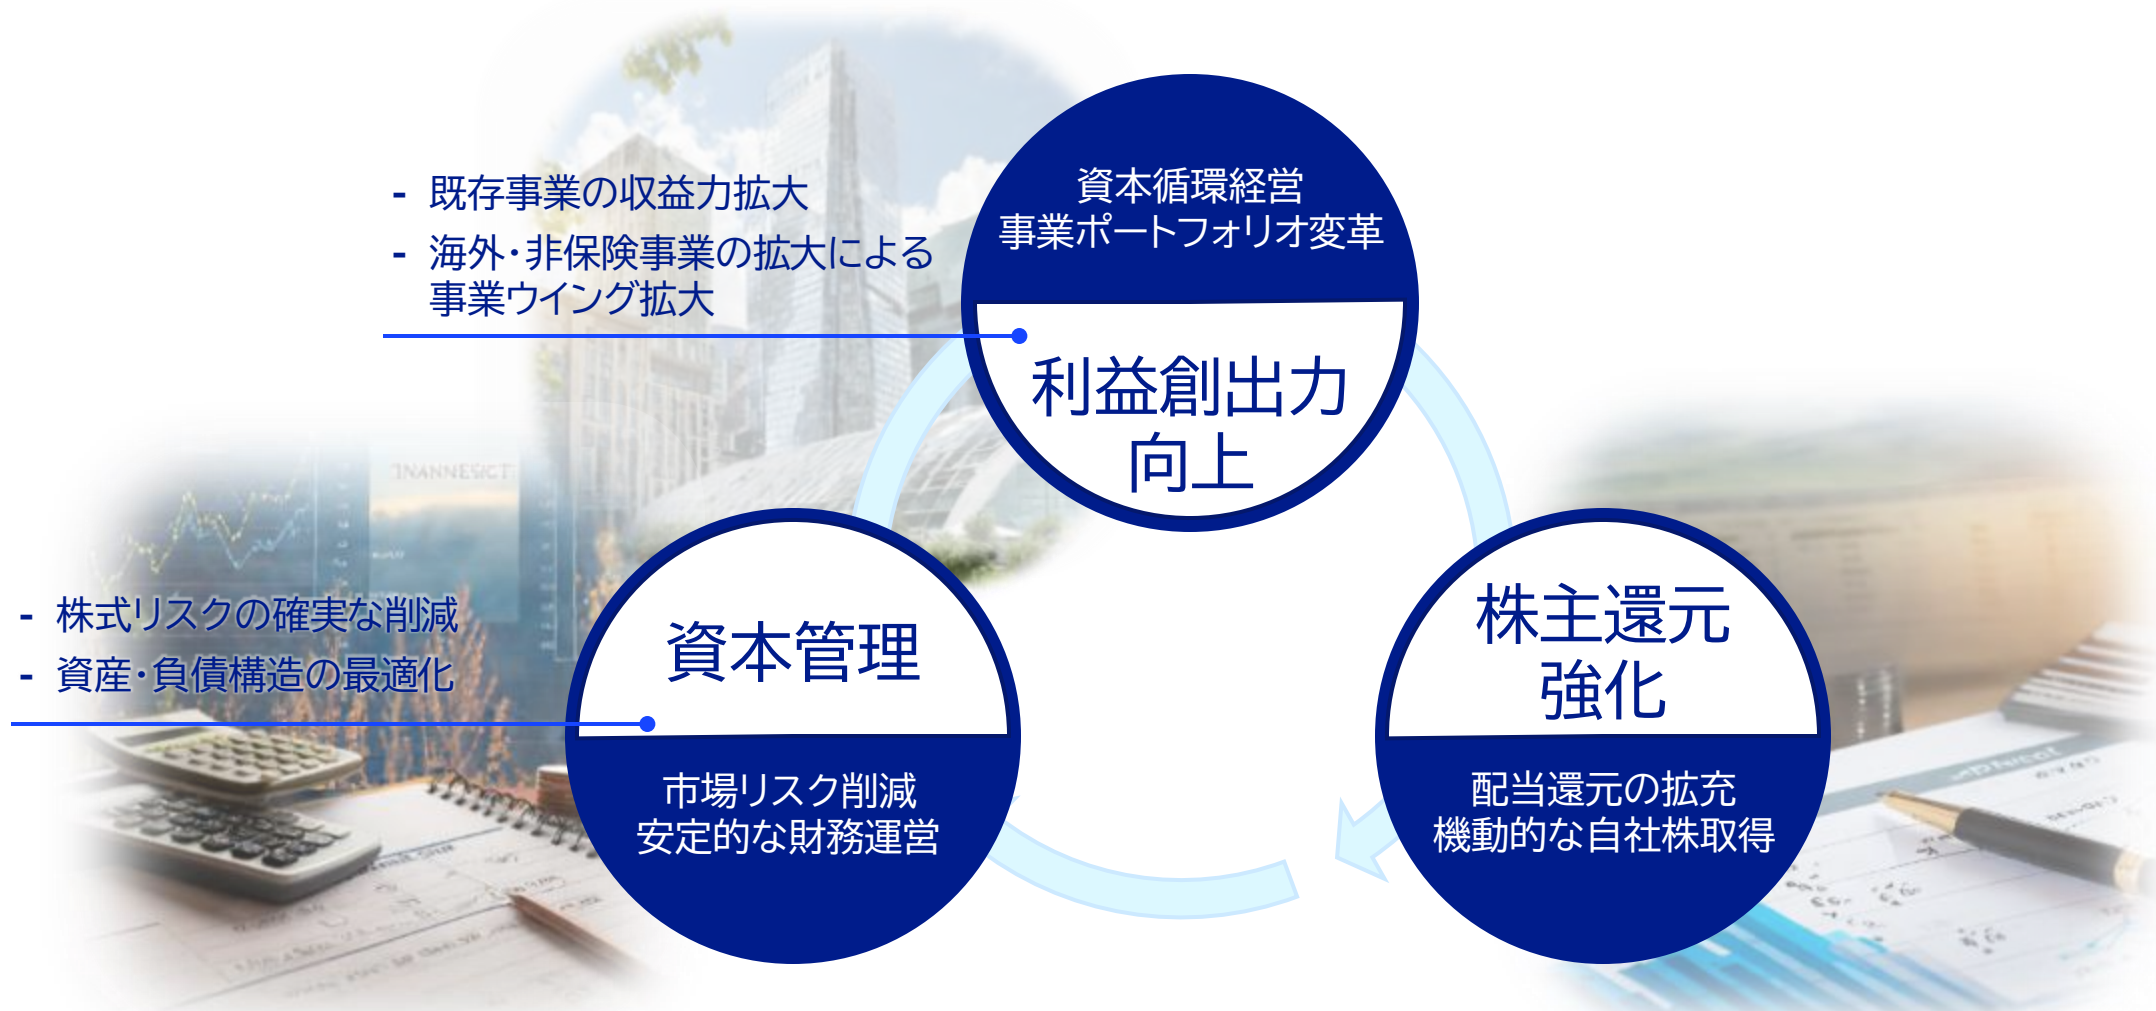 - 既存事業の収益力拡大
- 海外・非保険事業の拡大による
事業ウイング拡大
資本循環経営
事業ポートフォリオ変革
利益創出力
向上
- 株式リスクの確実な削減
- 資産・負債構造の最適化
資本管理
市場リスク削減
安定的な財務運営
株主還元
強化
配当還元の拡充
機動的な自社株取得